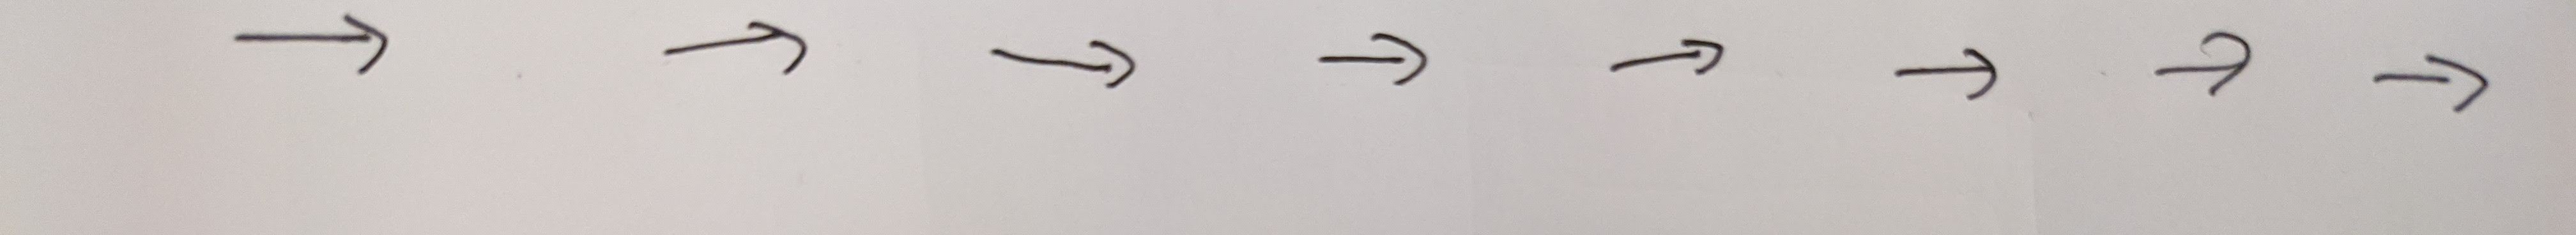 → → → → → → → →